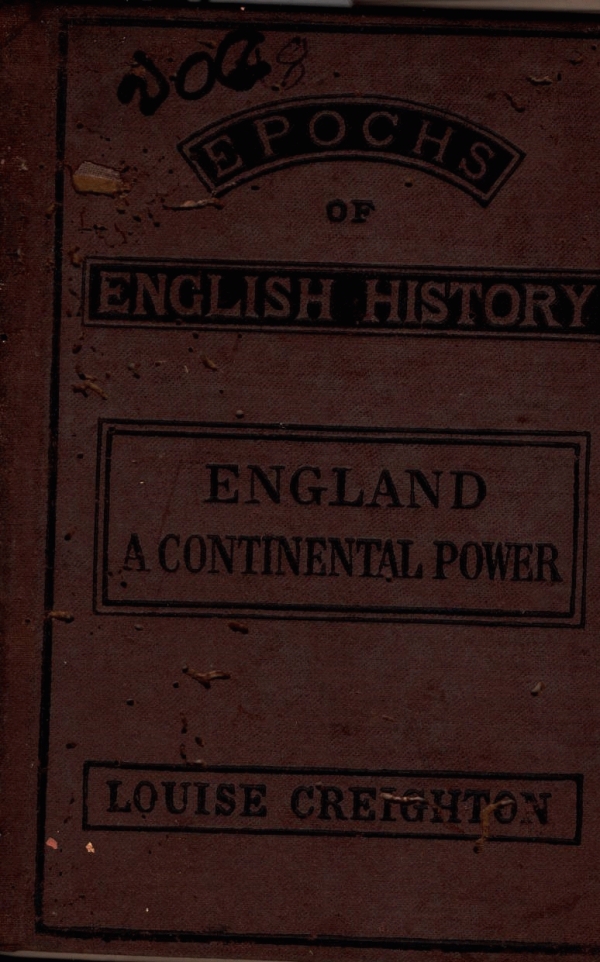 EPOCHS
OF
ENGLISH HISTORY
ENGLAND
A CONTINENTAL POWER
LOUISE CREIGHTON